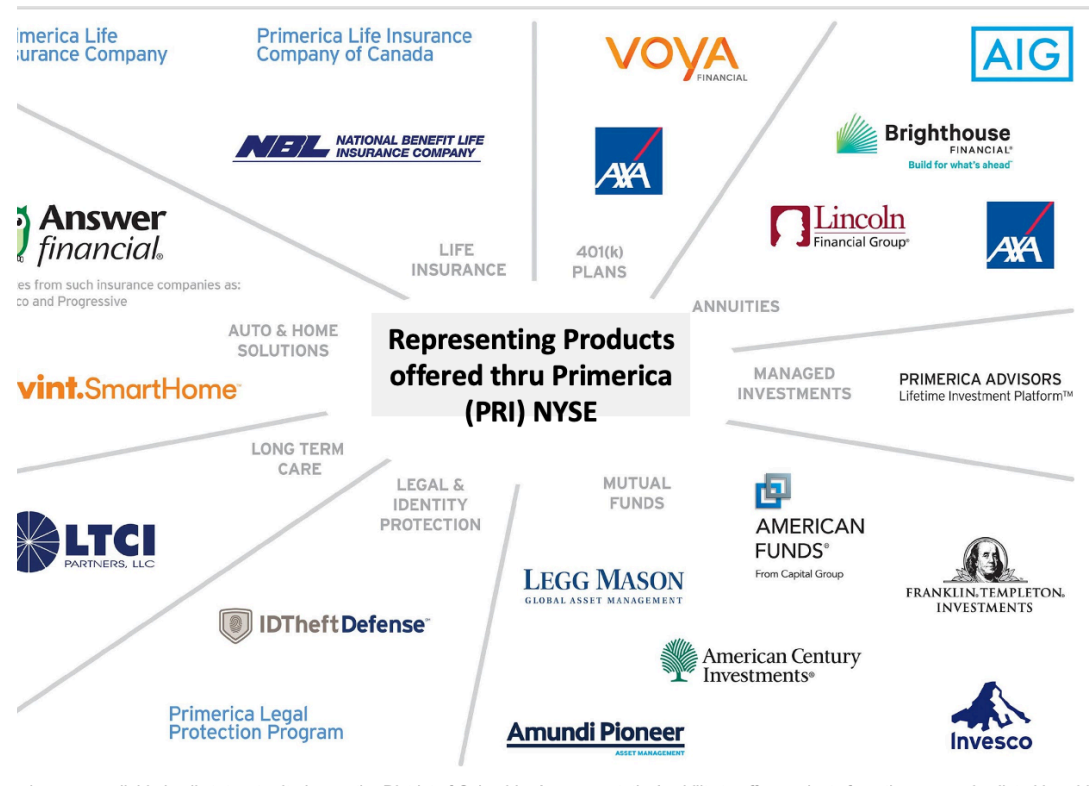 imerica Life
surance Company
Primerica Life Insurance
Company of Canada
NBL NATIONAL BENEFIT LIFE
INSURANCE COMPANY
LIFE
INSURANCE
VOYA
FINANCIAL
AXA
401(k)
PLANS
AIG
Brighthouse
FINANCIAL®
Build for what's ahead
Lincoln
Financial Group®
AXA
ANNUITIES
Answer
financial®
es from such insurance companies as:
co and Progressive
AUTO & HOME
SOLUTIONS
vint.SmartHome
Representing Products
offered thru Primerica
(PRI) NYSE
MANAGED
INVESTMENTS
PRIMERICA ADVISORS
Lifetime Investment Platform™
LONG TERM
CARE
LTCI
PARTNERS, LLC
LEGAL &
IDENTITY
PROTECTION
IDTheftDefense
Primerica Legal
Protection Program
MUTUAL
FUNDS
AMERICAN
FUNDS®
From Capital Group
LEGG MASON
GLOBAL ASSET MANAGEMENT
FRANKLIN TEMPLETON
INVESTMENTS
American Century
Investments®
Amundi Pioneer
ASSET MANAGEMENT
Invesco